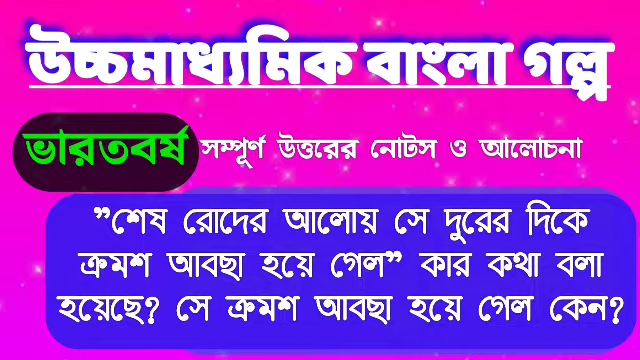 উচ্চমাধ্যমিক বাংলা গল্প
ভারতবর্ষ সম্পূর্ণ উত্তরের নোটস ও আলোচনা
”শেষ রোদের আলোয় সে দুরের দিকে
ক্রমশ আবছা হয়ে গেল” কার কথা বলা
হয়েছে? সে ক্রমশ আবছা হয়ে গেল কেন?